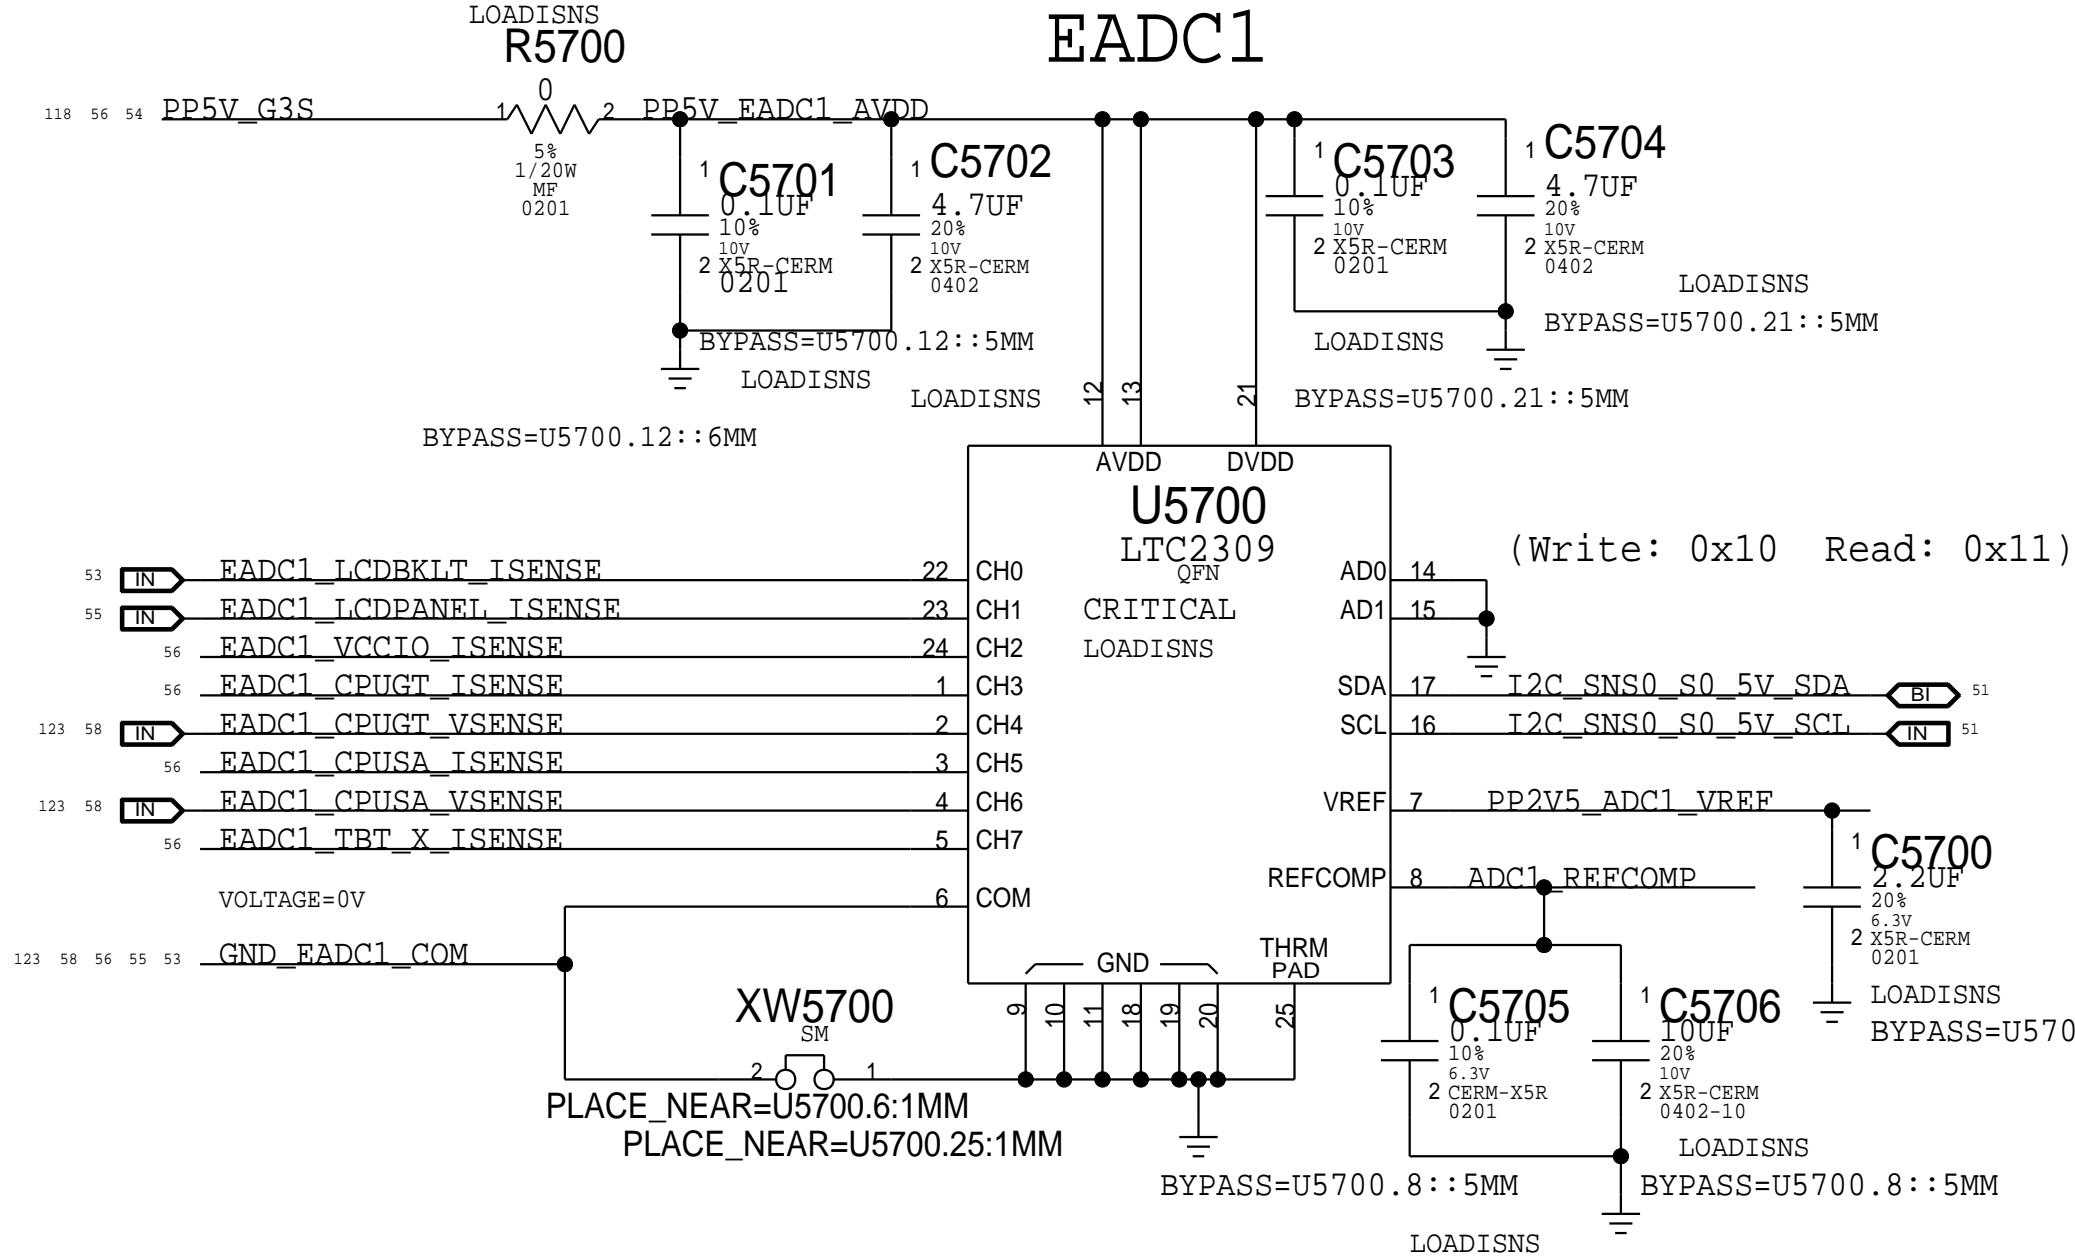 EADC1
LOADISNS
R5700
0
118 56 54 PP5V_G3S 1 2 PP5V_EADC1_AVDD
5%
1/20W
MF
0201
1 C5701
0.1UF
10%
10V
2 X5R-CERM
0201
1 C5702
4.7UF
20%
10V
2 X5R-CERM
0402
BYPASS=U5700.12::5MM
LOADISNS
LOADISNS
BYPASS=U5700.12::6MM
1 C5703
0.1UF
10%
10V
2 X5R-CERM
0201
1 C5704
4.7UF
20%
10V
2 X5R-CERM
0402
LOADISNS
BYPASS=U5700.21::5MM
LOADISNS
BYPASS=U5700.21::5MM
12 13 21
AVDD DVDD
U5700
LTC2309
QFN
CRITICAL
LOADISNS
(Write: 0x10 Read: 0x11)
53 IN EADC1_LCDBKLT_ISENSE 22 CH0
55 IN EADC1_LCDPANEL_ISENSE 23 CH1
56 EADC1_VCCIO_ISENSE 24 CH2
56 EADC1_CPUGT_ISENSE 1 CH3
123 58 IN EADC1_CPUGT_VSENSE 2 CH4
56 EADC1_CPUSA_ISENSE 3 CH5
123 58 IN EADC1_CPUSA_VSENSE 4 CH6
56 EADC1_TBT_X_ISENSE 5 CH7
VOLTAGE=0V
6 COM
123 58 56 55 53 GND_EADC1_COM
AD0 14
AD1 15
SDA 17 I2C_SNS0_S0_5V_SDA BI 51
SCL 16 I2C_SNS0_S0_5V_SCL IN 51
VREF 7 PP2V5_ADC1_VREF
REFCOMP 8 ADC1_REFCOMP
1 C5700
2.2UF
20%
6.3V
2 X5R-CERM
0201
LOADISNS
BYPASS=U570
GND
THRM
PAD
9 10 11 18 19 20 25
XW5700
SM
2 1
PLACE_NEAR=U5700.6:1MM
PLACE_NEAR=U5700.25:1MM
1 C5705
0.1UF
10%
6.3V
2 CERM-X5R
0201
1 C5706
10UF
20%
10V
2 X5R-CERM
0402-10
LOADISNS
BYPASS=U5700.8::5MM
BYPASS=U5700.8::5MM
LOADISNS